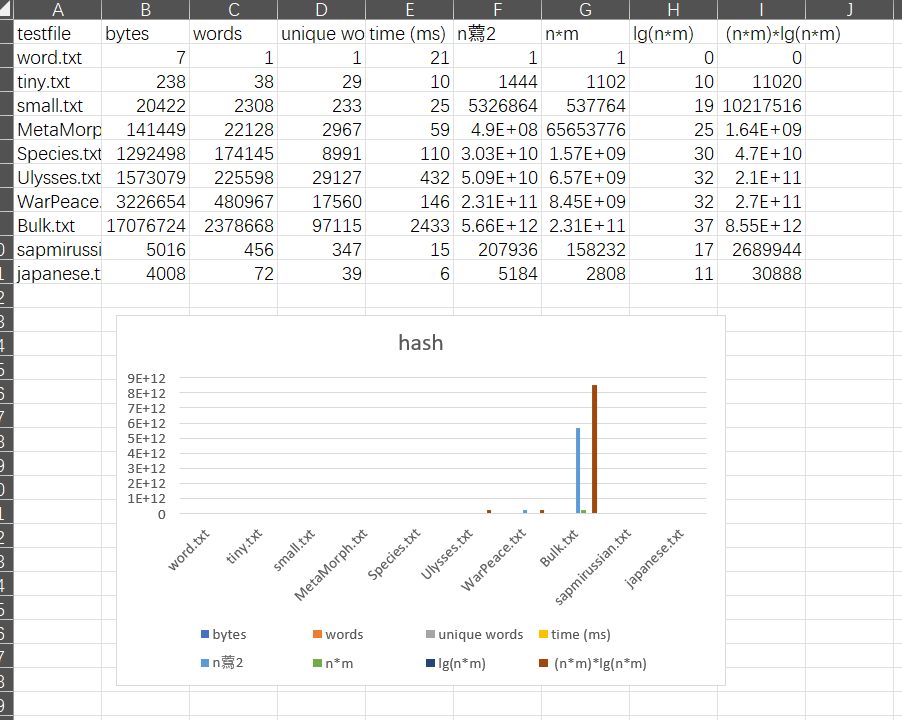 A B C D E F G H I J
testfile bytes words unique wo time (ms) n蔿2 n*m lg(n*m) (n*m)*lg(n*m)
word.txt 7 1 1 21 1 1 0 0
tiny.txt 238 38 29 10 1444 1102 10 11020
small.txt 20422 2308 233 25 5326864 537764 19 10217516
MetaMorp 141449 22128 2967 59 4.9E+08 65653776 25 1.64E+09
Species.txt 1292498 174145 8991 110 3.03E+10 1.57E+09 30 4.7E+10
Ulysses.txt 1573079 225598 29127 432 5.09E+10 6.57E+09 32 2.1E+11
WarPeace. 3226654 480967 17560 146 2.31E+11 8.45E+09 32 2.7E+11
Bulk.txt 17076724 2378668 97115 2433 5.66E+12 2.31E+11 37 8.55E+12
sapmirussi 5016 456 347 15 207936 158232 17 2689944
japanese.t 4008 72 39 6 5184 2808 11 30888
hash
9E+12
8E+12
7E+12
6E+12
5E+12
4E+12
3E+12
2E+12
1E+12
0
word.txt tiny.txt small.txt MetaMorph.txt Species.txt Ulysses.txt WarPeace.txt Bulk.txt sapmirussian.txt japanese.txt
bytes words unique words time (ms)
n蔿2 n*m lg(n*m) (n*m)*lg(n*m)